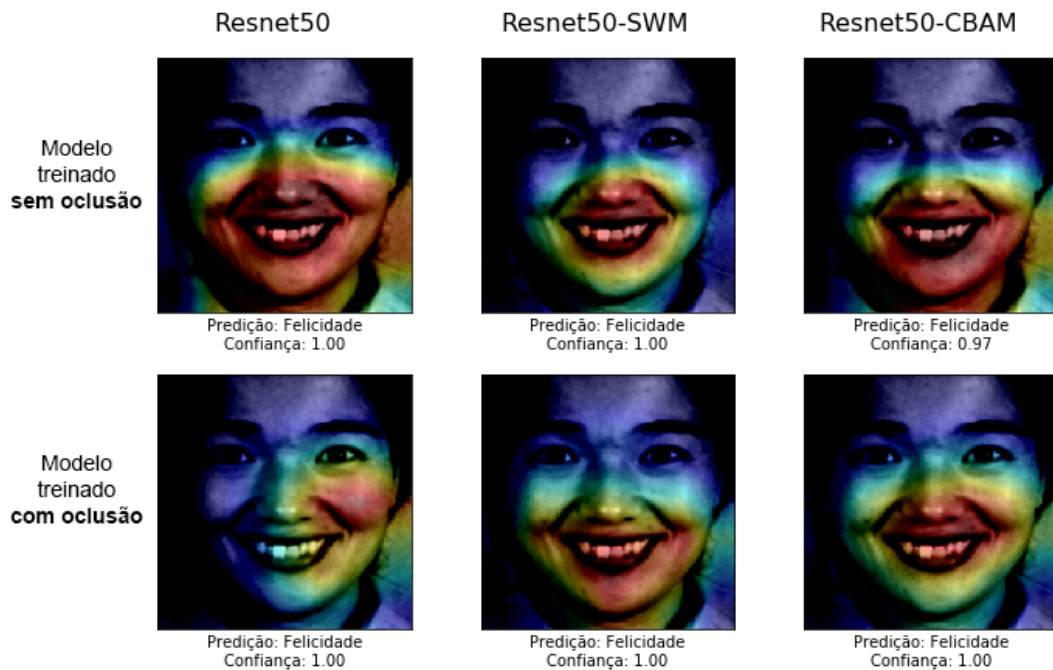 Resnet50
Resnet50-SWM
Resnet50-CBAM
Modelo
treinado
sem oclusão
Predição: Felicidade
Confiança: 1.00
Predição: Felicidade
Confiança: 1.00
Predição: Felicidade
Confiança: 0.97
Modelo
treinado
com oclusão
Predição: Felicidade
Confiança: 1.00
Predição: Felicidade
Confiança: 1.00
Predição: Felicidade
Confiança: 1.00